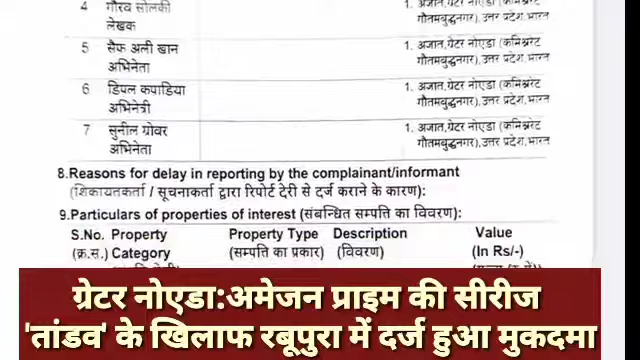 4 गौरव सोलंकी 1. अज्ञात,ग्रेटर नोएडा (कमिश्नरेट
लेखक गौतमबुद्धनगर),उत्तर प्रदेश,भारत
5 सैफ अली खान 1. अज्ञात,ग्रेटर नोएडा (कमिश्नरेट
अभिनेता गौतमबुद्धनगर),उत्तर प्रदेश,भारत
6 डिपल कपाडिया 1. अज्ञात,ग्रेटर नोएडा (कमिश्नरेट
अभिनेत्री गौतमबुद्धनगर),उत्तर प्रदेश,भारत
7 सुनील ग्रोवर 1. अज्ञात,ग्रेटर नोएडा (कमिश्नरेट
अभिनेता गौतमबुद्धनगर),उत्तर प्रदेश,भारत
8.Reasons for delay in reporting by the complainant/informant
(शिकायतकर्ता / सूचनाकर्ता द्वारा रिपोर्ट देरी से दर्ज कराने के कारण):
9.Particulars of properties of interest (संबन्धित सम्पत्ति का विवरण):
S.No. Property Property Type Description Value
(क्र.स.) Category (सम्पत्ति का प्रकार) (विवरण) (In Rs/-)
ग्रेटर नोएडा:अमेजन प्राइम की सीरीज
'तांडव' के खिलाफ रबूपुरा में दर्ज हुआ मुकदमा